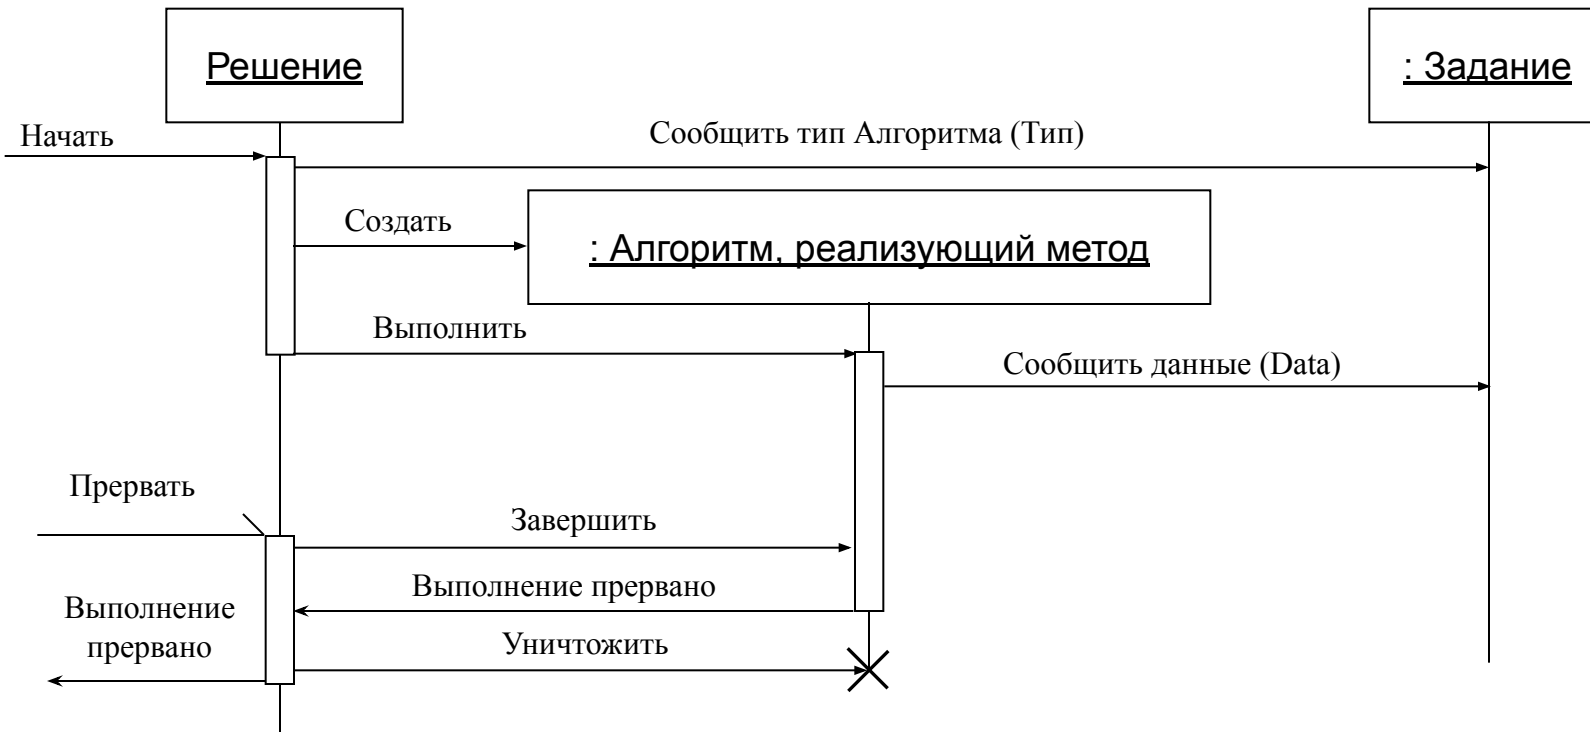 Решение
: Задание
Начать
Сообщить тип Алгоритма (Тип)
Создать
: Алгоритм, реализующий метод
Выполнить
Сообщить данные (Data)
Прервать
Завершить
Выполнение прервано
Выполнение
прервано
Уничтожить